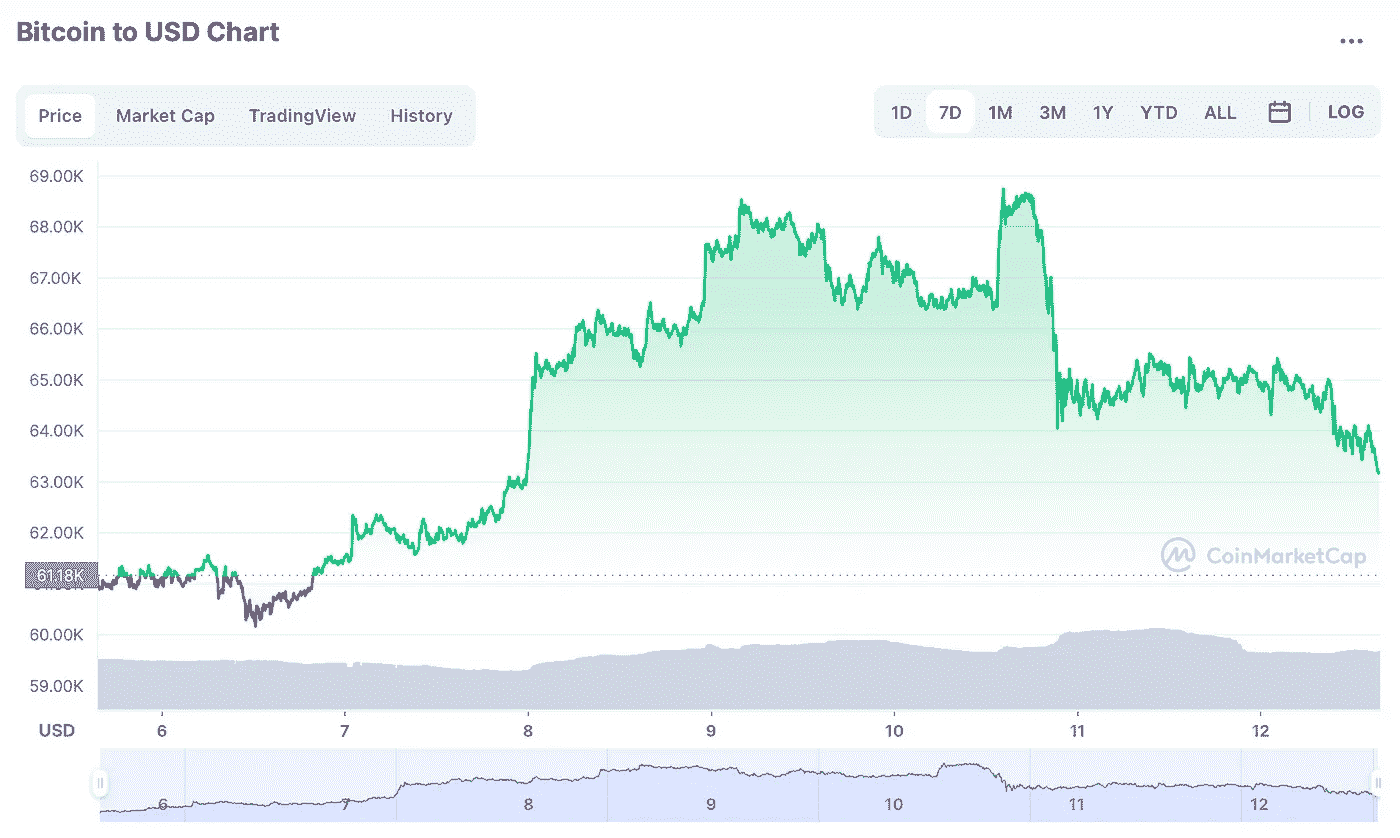 Bitcoin to USD Chart
Price Market Cap TradingView History
1D 7D 1M 3M 1Y YTD ALL LOG
69.00K
68.00K
67.00K
66.00K
65.00K
64.00K
63.00K
62.00K
61.18K
60.00K
59.00K
CoinMarketCap
USD 6 7 8 9 10 11 12
6 7 8 9 10 11 12